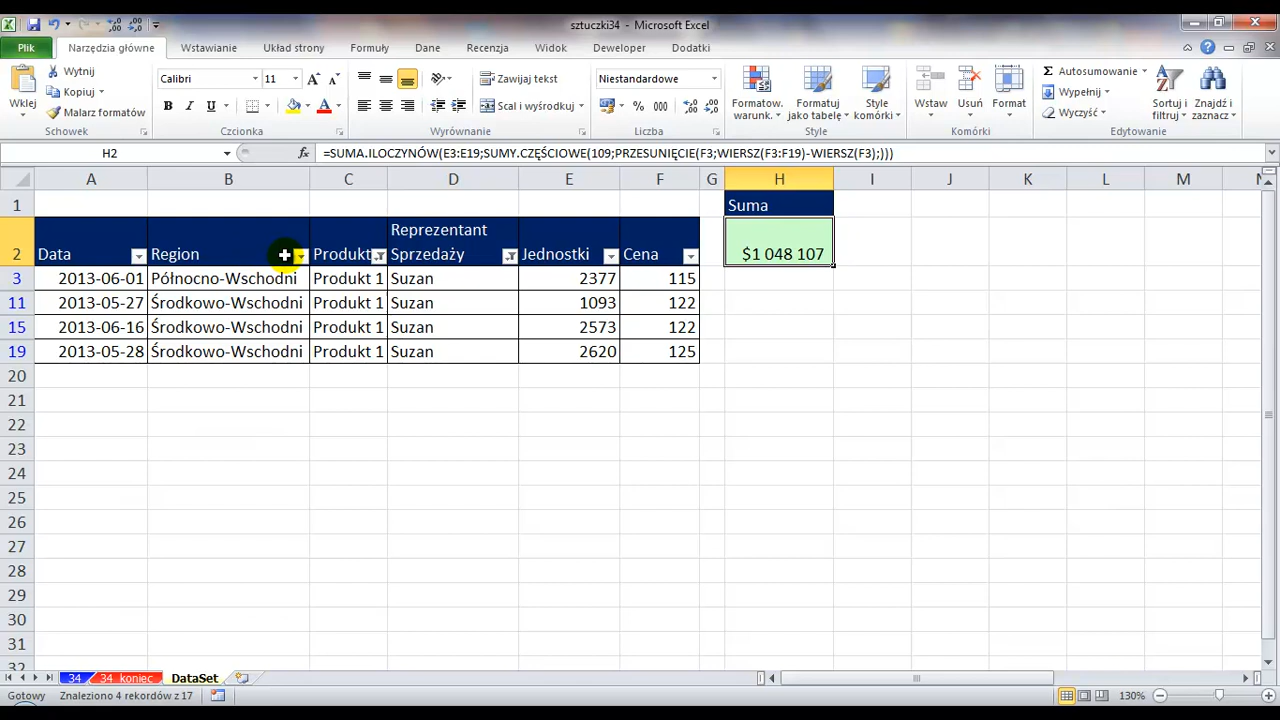 sztuczki34 - Microsoft Excel
Plik Narzędzia główne Wstawianie Układ strony Formuły Dane Recenzja Widok Deweloper Dodatki
Wklej Wytnij Kopiuj Malarz formatów Schowek
Calibri 11 B I U A A A Czcionka
Zawijaj tekst Scal i wyśrodkuj Wyrównanie
Niestandardowe % 000 Liczba
Formatow. warunk. Formatuj jako tabelę Style komórki Style
Wstaw Usuń Format Komórki
Σ Autosumowanie Wypełnij Wyczyść Sortuj i filtruj Znajdź i zaznacz Edycja
H2 fx =SUMA.ILOCZYNÓW(E3:E19;SUMY.CZĘŚCIOWE(109;PRZESUNIĘCIE(F3;WIERSZ(F3:F19)-WIERSZ(F3);)))
A B C D E F G H I J K L M
1 Suma
2 Data Region Produkt Reprezentant Sprzedaży Jednostki Cena $1 048 107
3 2013-06-01 Północno-Wschodni Produkt 1 Suzan 2377 115
11 2013-05-27 Środkowo-Wschodni Produkt 1 Suzan 1093 122
15 2013-06-16 Środkowo-Wschodni Produkt 1 Suzan 2573 122
19 2013-05-28 Środkowo-Wschodni Produkt 1 Suzan 2620 125
20
21
22
23
24
25
26
27
28
29
30
31
32
34 34_koniec DataSet
Gotowy Znaleziono 4 rekordów z 17 130%